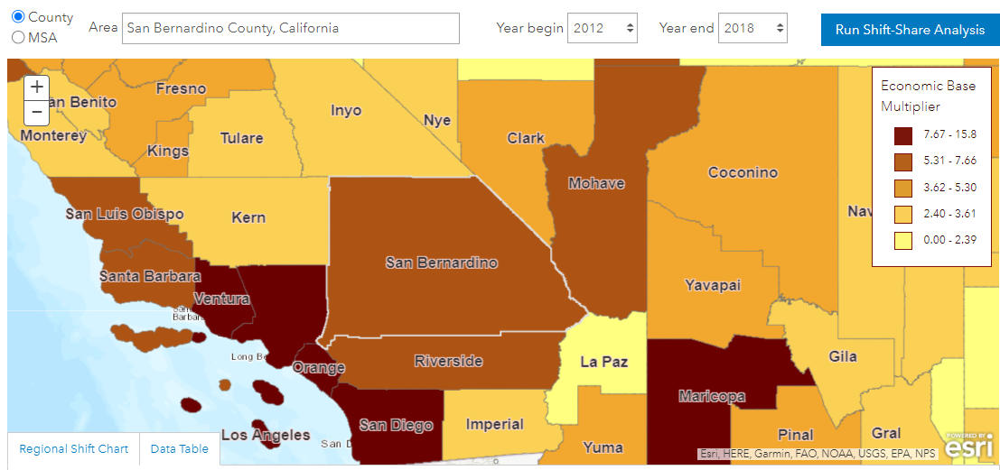 County
MSA
Area
San Bernardino County, California
Year begin
2012
Year end
2018
Run Shift-Share Analysis
+
−
Economic Base
Multiplier
7.67 - 15.8
5.31 - 7.66
3.62 - 5.30
2.40 - 3.61
0.00 - 2.39
an Benito
Fresno
Inyo
Nye
Monterey
Kings
Tulare
Clark
Coconino
Mohave
Nav
San Luis Obispo
Kern
Santa Barbara
San Bernardino
Ventura
Yavapai
Barbar
Long Be
Orange
Riverside
La Paz
Gila
Maricopa
San Diego
Imperial
Los Angeles
San D
Yuma
Pinal
Gral
Regional Shift Chart
Data Table
POWERED BY
esri
Esri, HERE, Garmin, FAO, NOAA, USGS, EPA, NPS